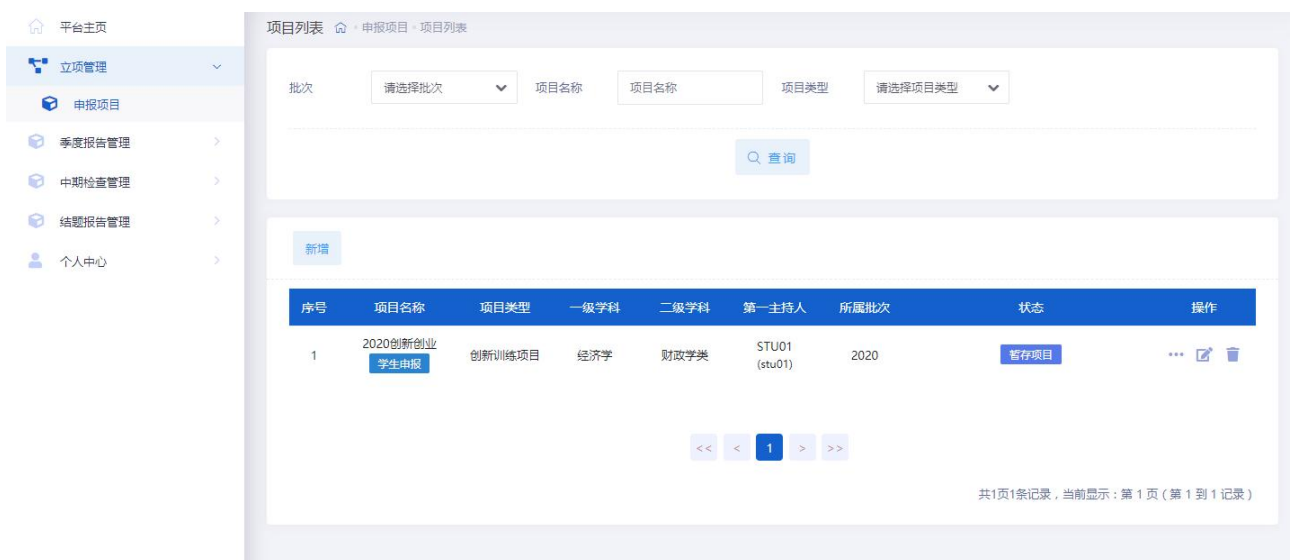 平台主页
立项管理
申报项目
季度报告管理
中期检查管理
结题报告管理
个人中心
项目列表 申报项目 项目列表
批次 请选择批次 项目名称 项目名称 项目类型 请选择项目类型
查询
新增
序号 项目名称 项目类型 一级学科 二级学科 第一主持人 所属批次 状态 操作
1 2020创新创业 学生申报 创新训练项目 经济学 财政学类 STU01 (stu01) 2020 暂存项目 ...
<< < 1 > >>
共1页1条记录，当前显示：第 1 页 ( 第 1 到 1 记录 )